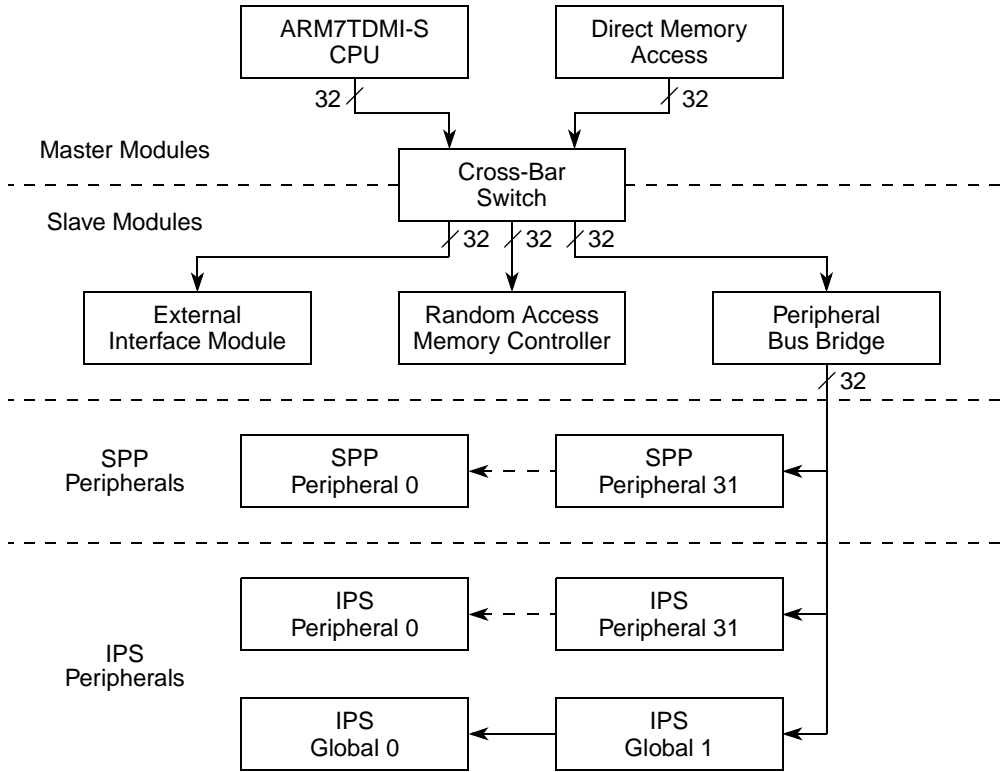 ARM7TDMI-S
CPU
Direct Memory
Access
32
32
Master Modules
Cross-Bar
Switch
Slave Modules
32
32
32
External
Interface Module
Random Access
Memory Controller
Peripheral
Bus Bridge
32
SPP
Peripherals
SPP
Peripheral 0
SPP
Peripheral 31
IPS
Peripherals
IPS
Peripheral 0
IPS
Peripheral 31
IPS
Global 0
IPS
Global 1